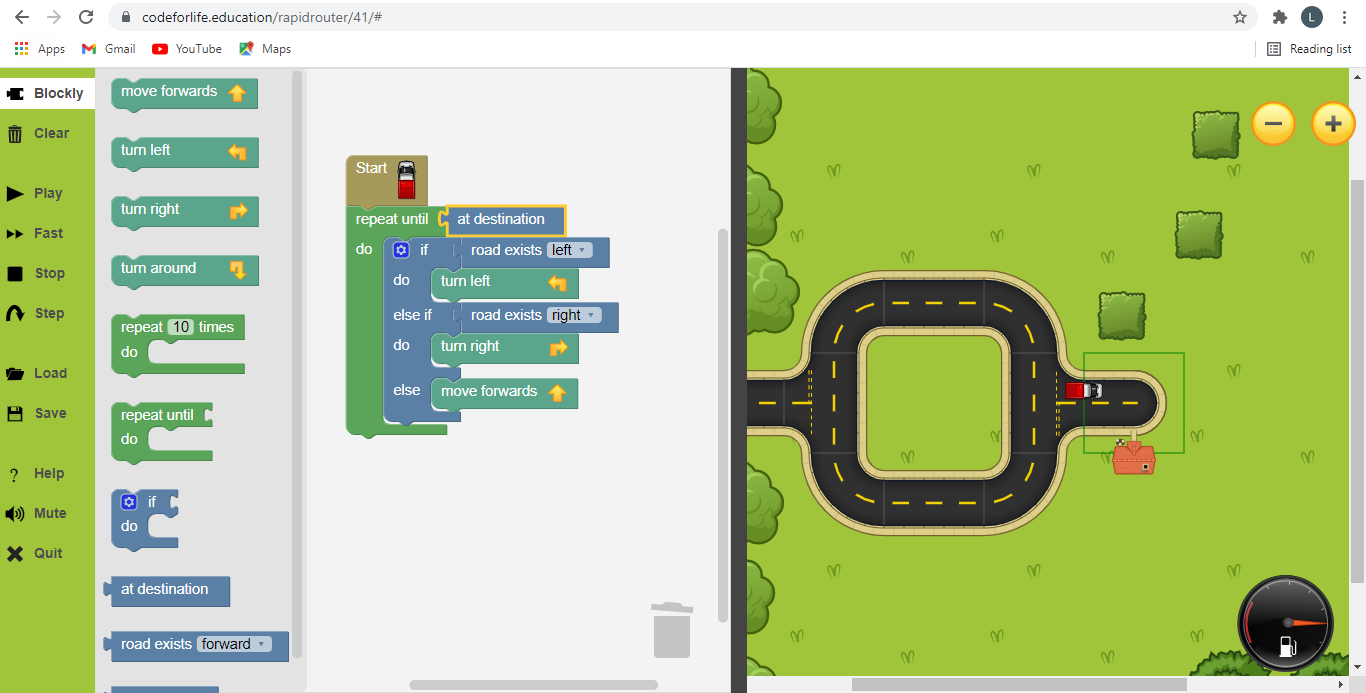 codeforlife.education/rapidrouter/41/#
L
Apps Gmail YouTube Maps Reading list
Blockly
Clear
Play
Fast
Stop
Step
Load
Save
? Help
Mute
Quit
move forwards
turn left
turn right
turn around
repeat 10 times
do
repeat until
do
if
do
at destination
road exists forward
Start
repeat until at destination
do if road exists left
do turn left
else if road exists right
do turn right
else move forwards